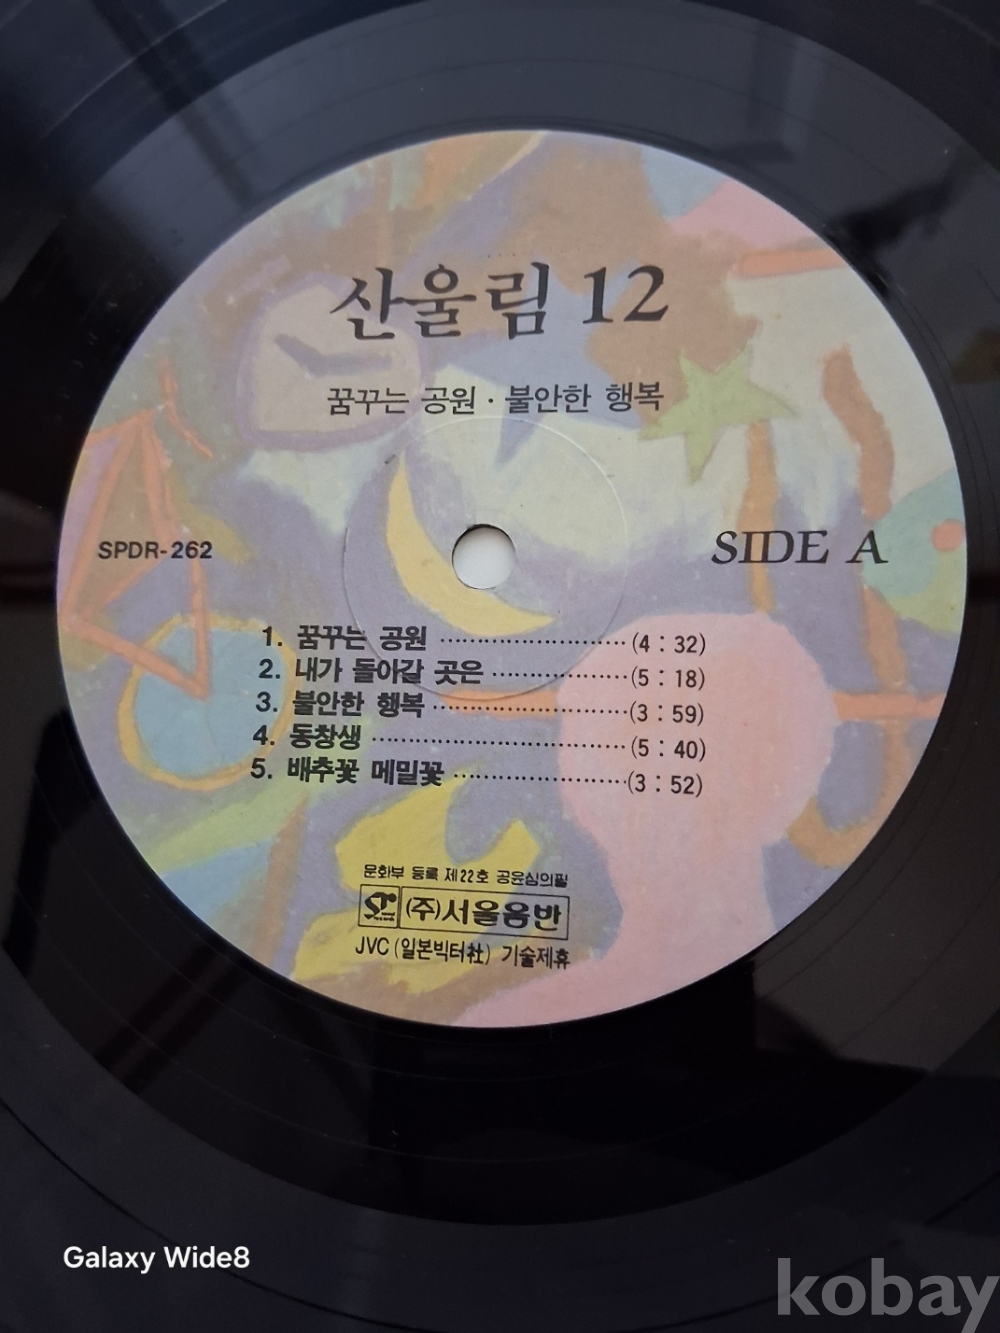 산울림 12
꿈꾸는 공원 · 불안한 행복
SPDR-262
SIDE A
1. 꿈꾸는 공원 ························(4 : 32)
2. 내가 돌아갈 곳은 ·················(5 : 18)
3. 불안한 행복 ························(3 : 59)
4. 동창생 ································(5 : 40)
5. 배추꽃 메밀꽃 ·····················(3 : 52)
문화부 등록 제22호 공윤심의필
(주)서울음반
JVC (일본빅터社) 기술제휴
Galaxy Wide8
kobay